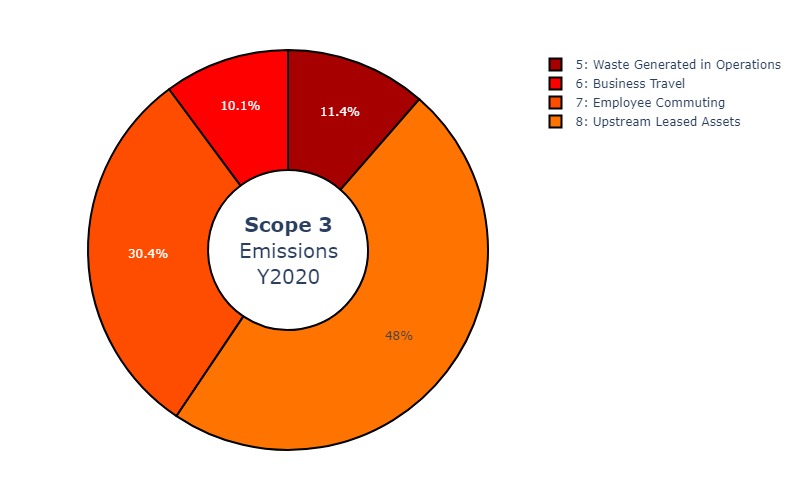 5: Waste Generated in Operations
6: Business Travel
7: Employee Commuting
8: Upstream Leased Assets
10.1%
11.4%
30.4%
48%
Scope 3
Emissions
Y2020